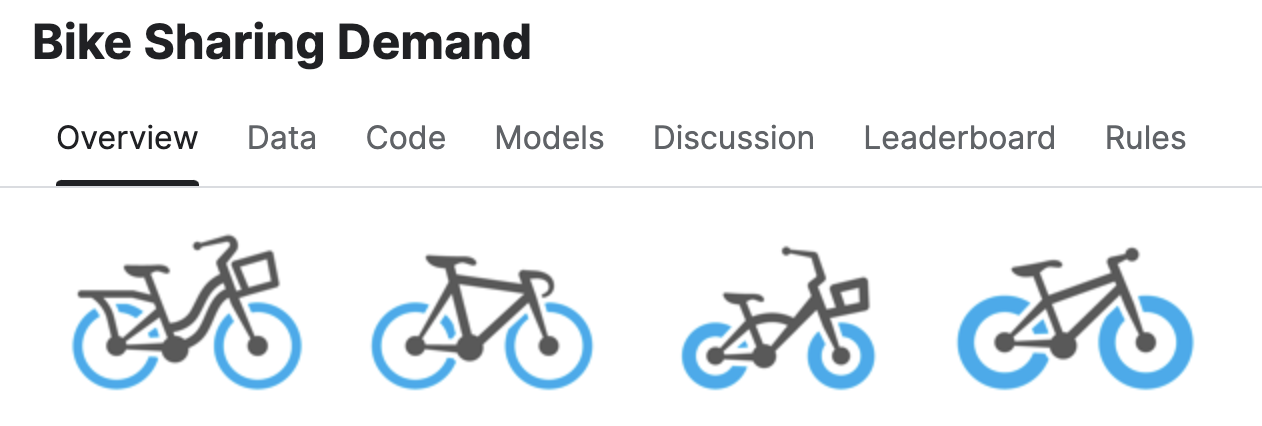 Bike Sharing Demand
Overview Data Code Models Discussion Leaderboard Rules